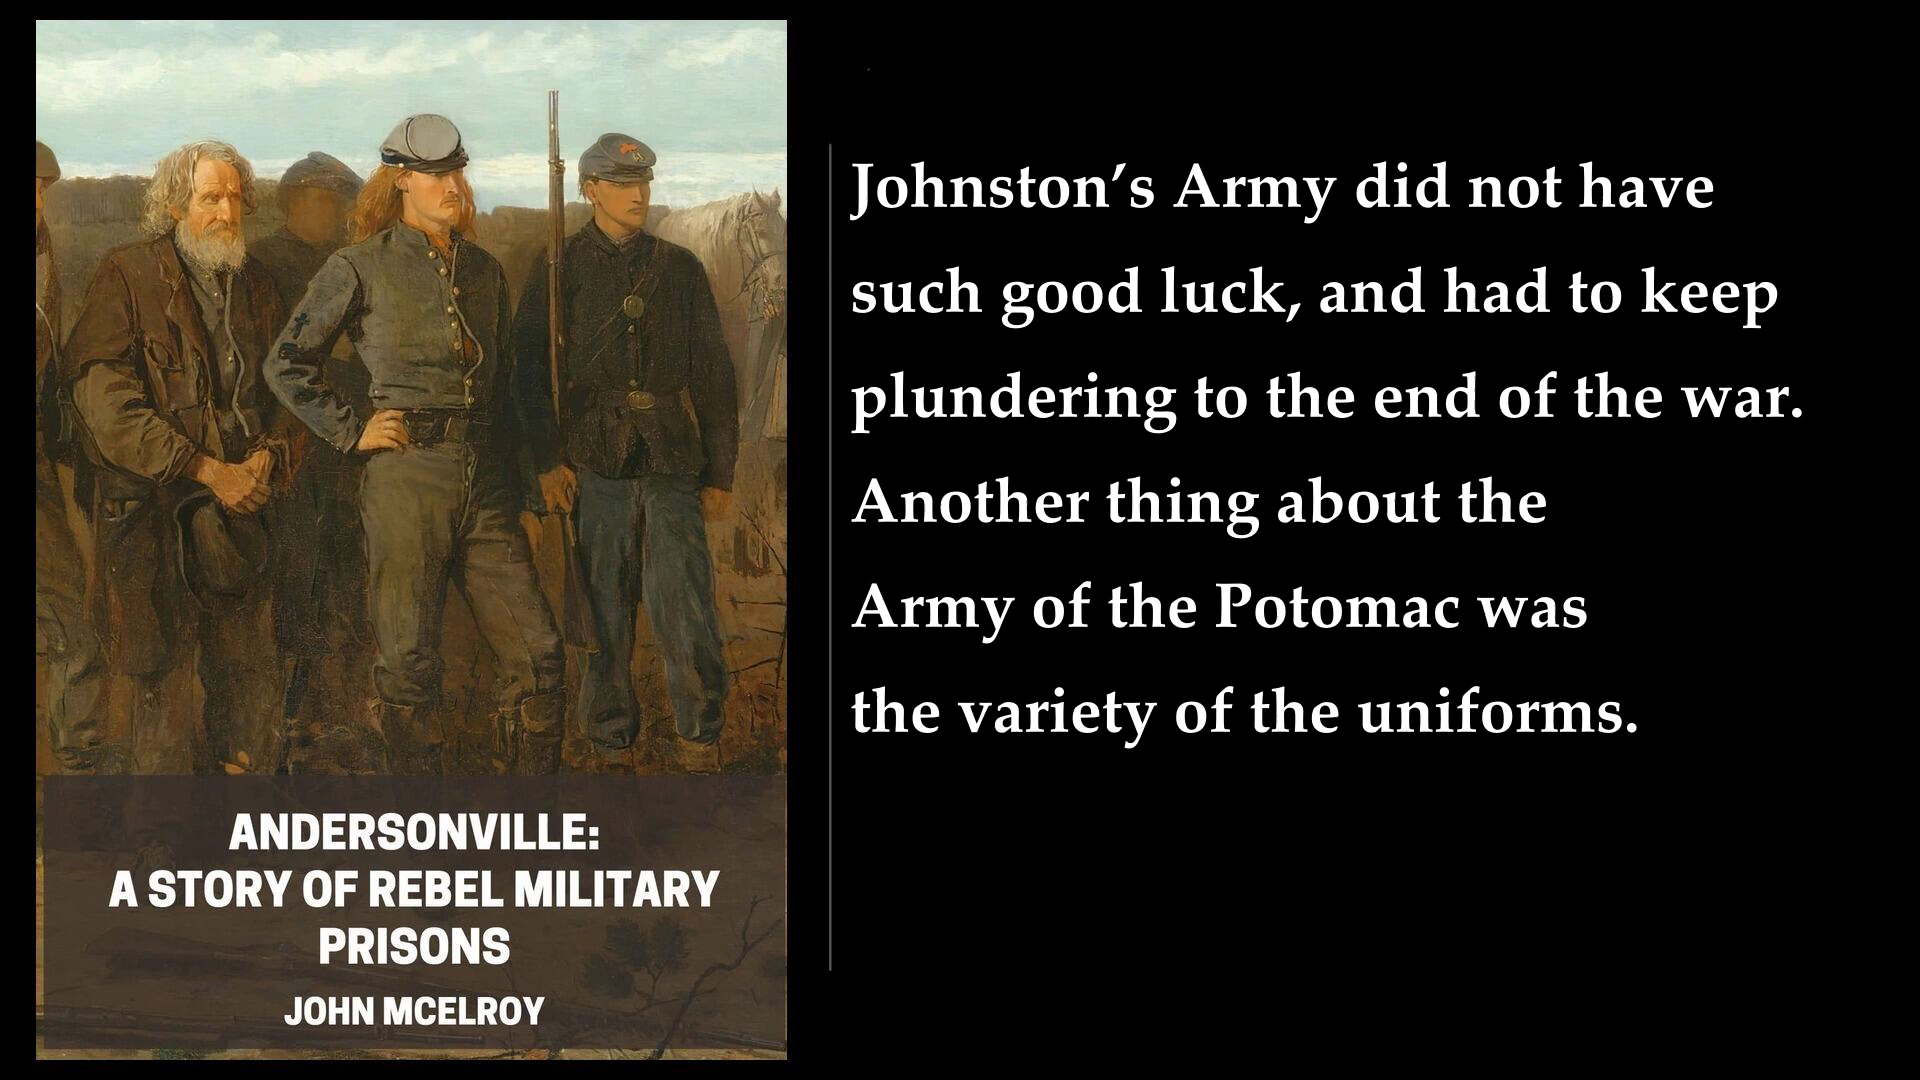 Johnston’s Army did not have
such good luck, and had to keep
plundering to the end of the war.
Another thing about the
Army of the Potomac was
the variety of the uniforms.
ANDERSONVILLE:
A STORY OF REBEL MILITARY
PRISONS
JOHN MCELROY